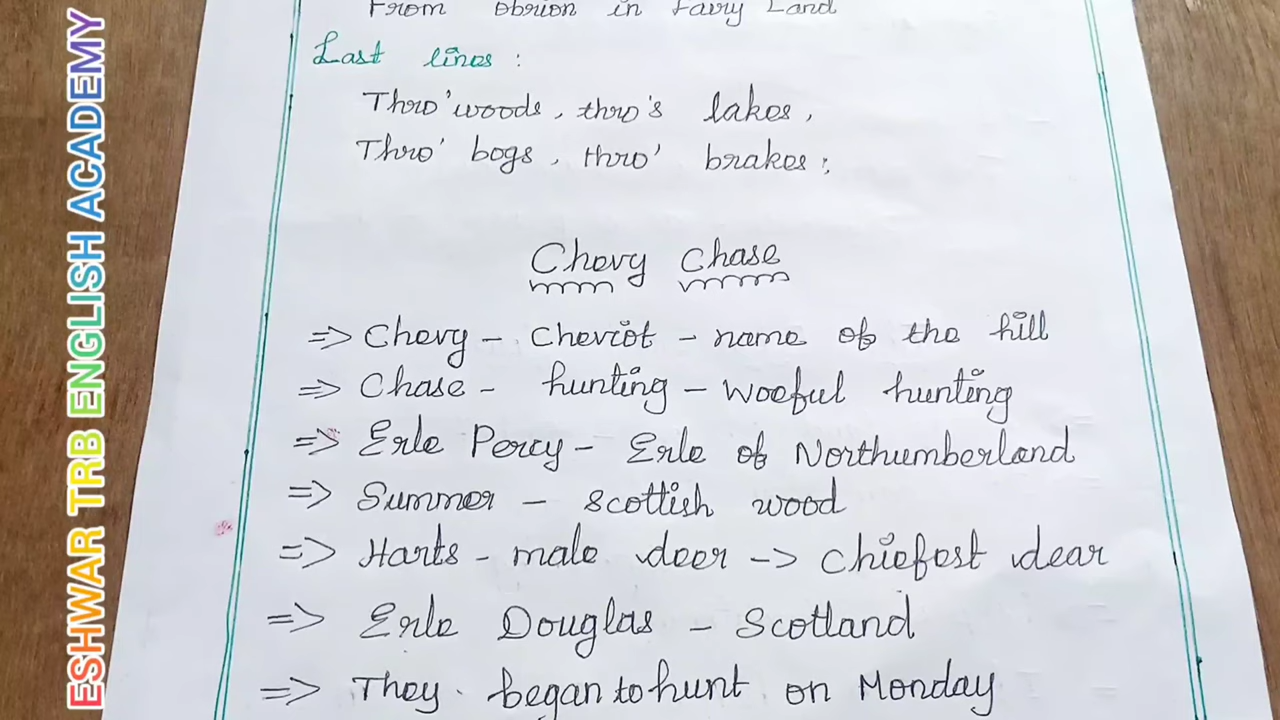 From Obrion in Fairy Land
Last lines :
Thro' woods, thro's lakes,
Thro' bogs, thro' brakes;
Chevy Chase
=> Chevy - Cheviot - name of the hill
=> Chase - hunting - woeful hunting
=> Erle Percy - Erle of Northumberland
=> Summer - Scottish wood
=> Harts - male deer -> Chiefest dear
=> Erle Douglas - Scotland
=> They began to hunt on Monday
ESHWAR TRB ENGLISH ACADEMY